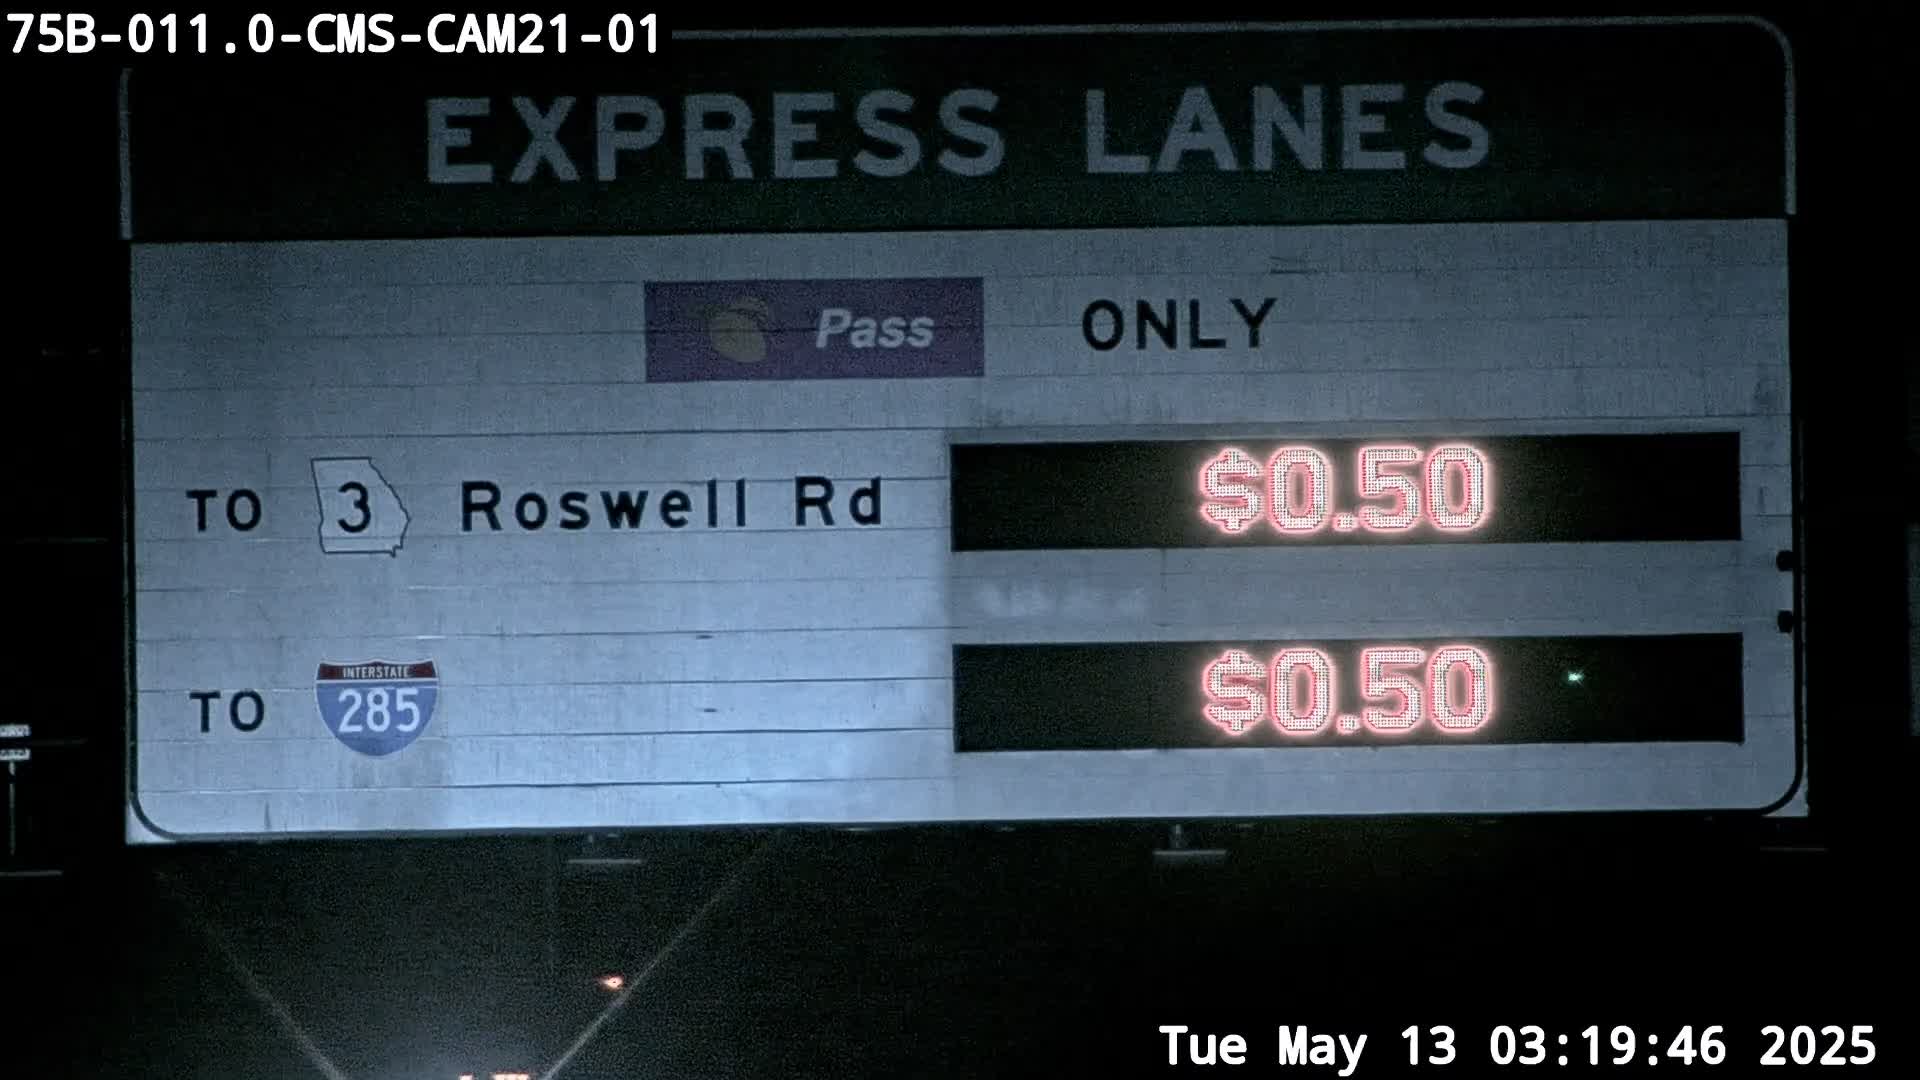 75B-011.0-CMS-CAM21-01
EXPRESS LANES
Pass ONLY
TO 3 Roswell Rd $0.50
INTERSTATE
TO 285 $0.50
Tue May 13 03:19:46 2025